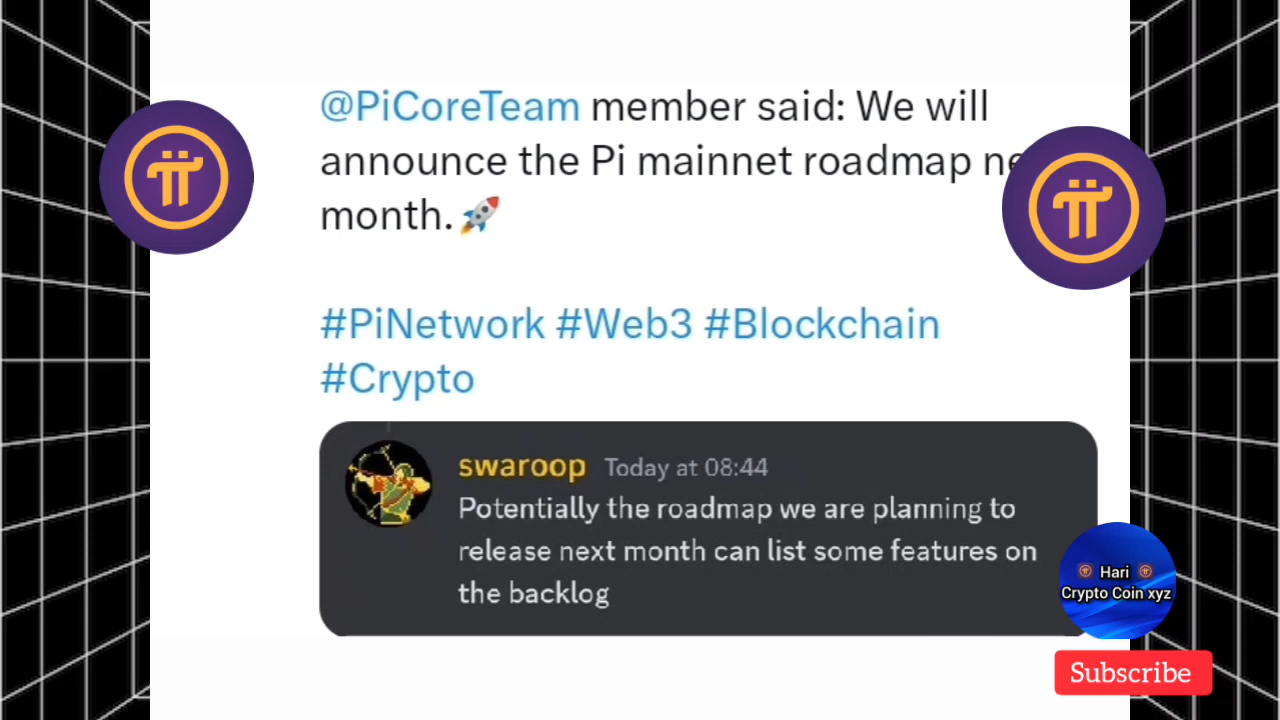 @PiCoreTeam member said: We will
announce the Pi mainnet roadmap
month.🚀
#PiNetwork #Web3 #Blockchain
#Crypto
swaroop Today at 08:44
Potentially the roadmap we are planning to
release next month can list some features on
the backlog
Hari
Crypto Coin xyz
Subscribe